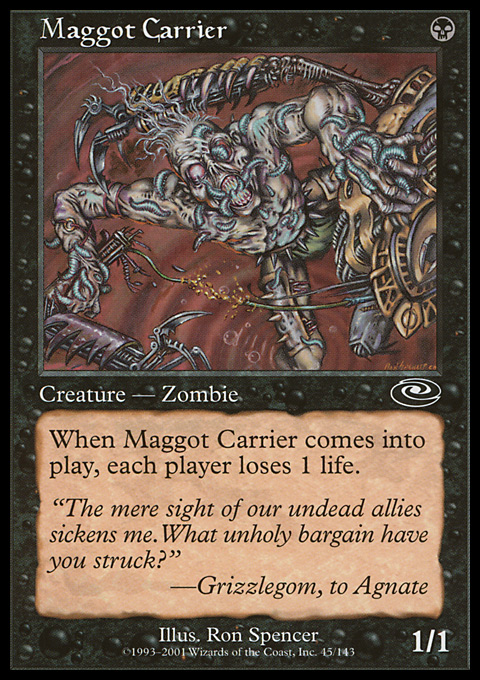 Maggot Carrier
Creature — Zombie
When Maggot Carrier comes into
play, each player loses 1 life.
“The mere sight of our undead allies
sickens me. What unholy bargain have
you struck?”
—Grizzlegom, to Agnate
Illus. Ron Spencer
1/1
©1993–2001 Wizards of the Coast, Inc. 45/143